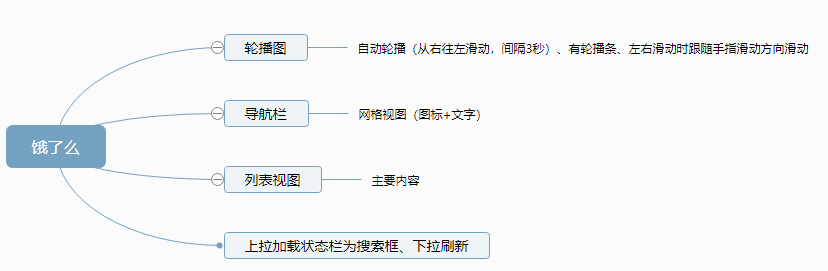 饿了么
轮播图
自动轮播（从右往左滑动，间隔3秒）、有轮播条、左右滑动时跟随手指滑动方向滑动
导航栏
网格视图（图标+文字）
列表视图
主要内容
上拉加载状态栏为搜索框、下拉刷新